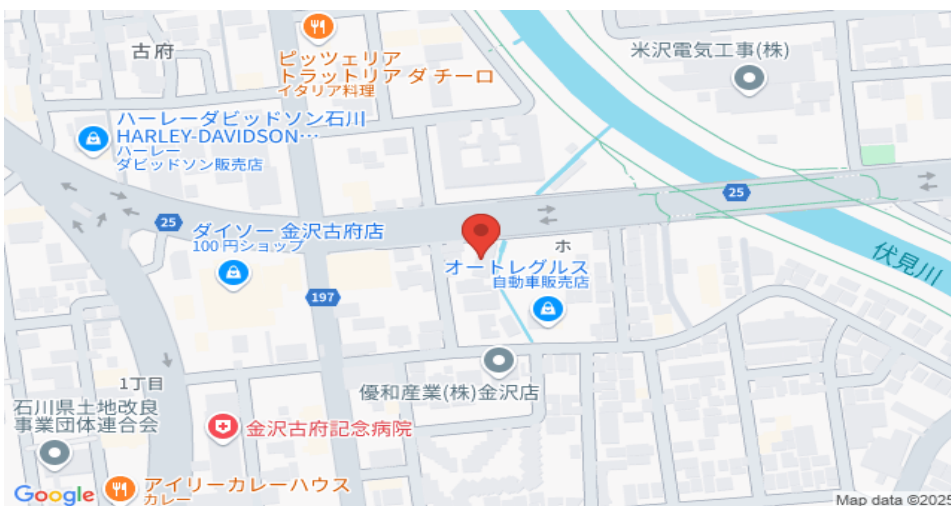 古府
ピッツェリア
トラットリア ダ チーロ
イタリア料理
米沢電気工事(株)
ハーレーダビッドソン石川
HARLEY-DAVIDSON…
ハーレー
ダビッドソン販売店
25
25
ダイソー 金沢古府店
100 円ショップ
ホ
オートレグルス
自動車販売店
伏見川
197
1丁目
優和産業(株)金沢店
石川県土地改良
事業団体連合会
金沢古府記念病院
アイリーカレーハウス
カレー
Google
Map data ©2025